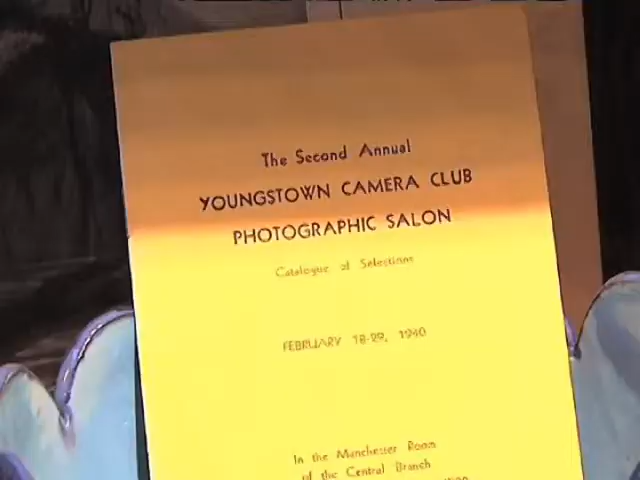 The Second Annual
YOUNGSTOWN CAMERA CLUB
PHOTOGRAPHIC SALON
Catalogue of Selections
FEBRUARY 18-29, 1940
In the Manchester Room
of the Central Branch